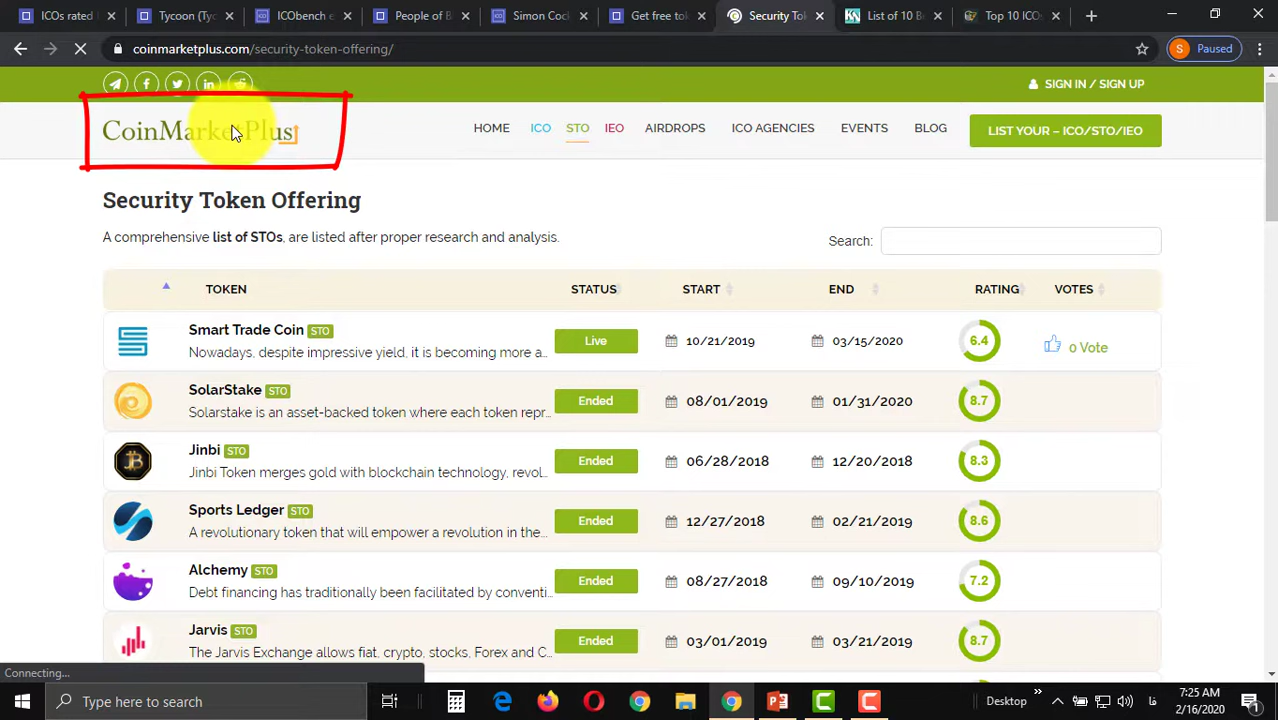 ICOs rated
Tycoon (Ty
ICObench e
People of B
Simon Coc
Get free tok
Security Tok
List of 10 B
Top 10 ICO
coinmarketplus.com/security-token-offering/
S Paused
SIGN IN / SIGN UP
CoinMarketPlus
HOME ICO STO IEO AIRDROPS ICO AGENCIES EVENTS BLOG LIST YOUR – ICO/STO/IEO
Security Token Offering
A comprehensive list of STOs, are listed after proper research and analysis.
Search:
TOKEN STATUS START END RATING VOTES
Smart Trade Coin STO
Nowadays, despite impressive yield, it is becoming more a...
Live 10/21/2019 03/15/2020 6.4 0 Vote
SolarStake STO
Solarstake is an asset-backed token where each token repr...
Ended 08/01/2019 01/31/2020 8.7
Jinbi STO
Jinbi Token merges gold with blockchain technology, revol...
Ended 06/28/2018 12/20/2018 8.3
Sports Ledger STO
A revolutionary token that will empower a revolution in the...
Ended 12/27/2018 02/21/2019 8.6
Alchemy STO
Debt financing has traditionally been facilitated by conventi...
Ended 08/27/2018 09/10/2019 7.2
Jarvis STO
The Jarvis Exchange allows fiat, crypto, stocks, Forex and C...
Ended 03/01/2019 03/21/2019 8.7
Connecting...
Type here to search
Desktop
فا
7:25 AM
2/16/2020
1